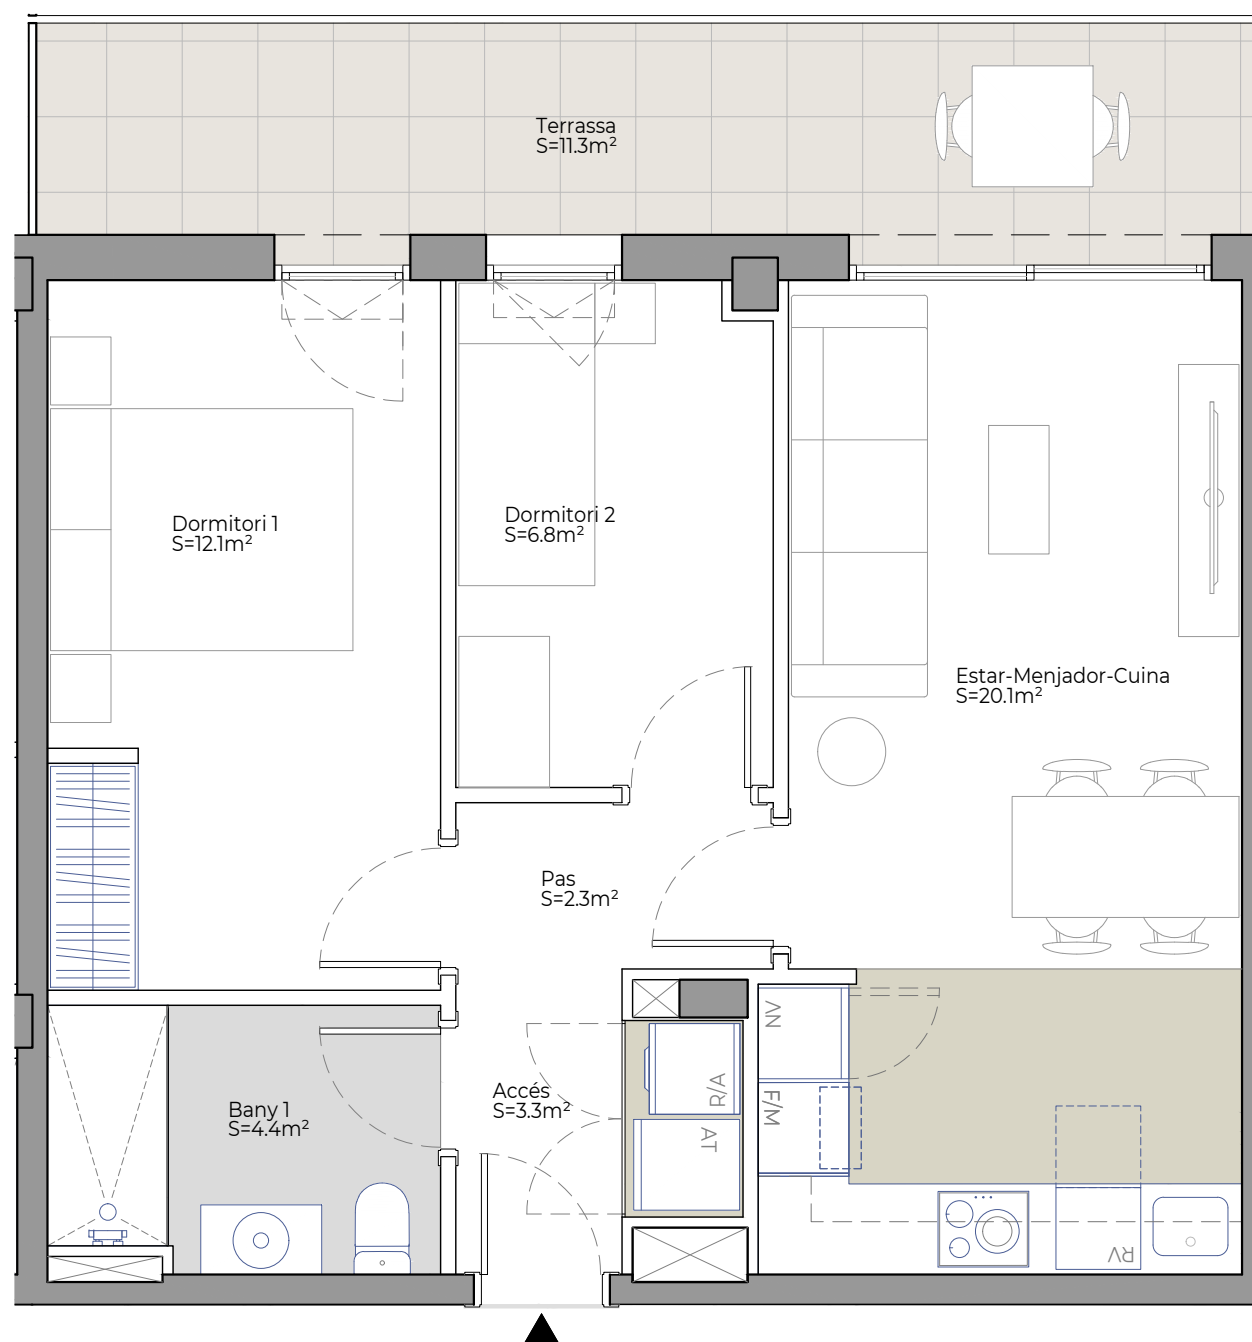 Terrassa
S=11.3m²
Dormitori 1
S=12.1m²
Dormitori 2
S=6.8m²
Estar-Menjador-Cuina
S=20.1m²
Pas
S=2.3m²
Accés
S=3.3m²
Bany 1
S=4.4m²
R/A
AT
VN
F/M
RV